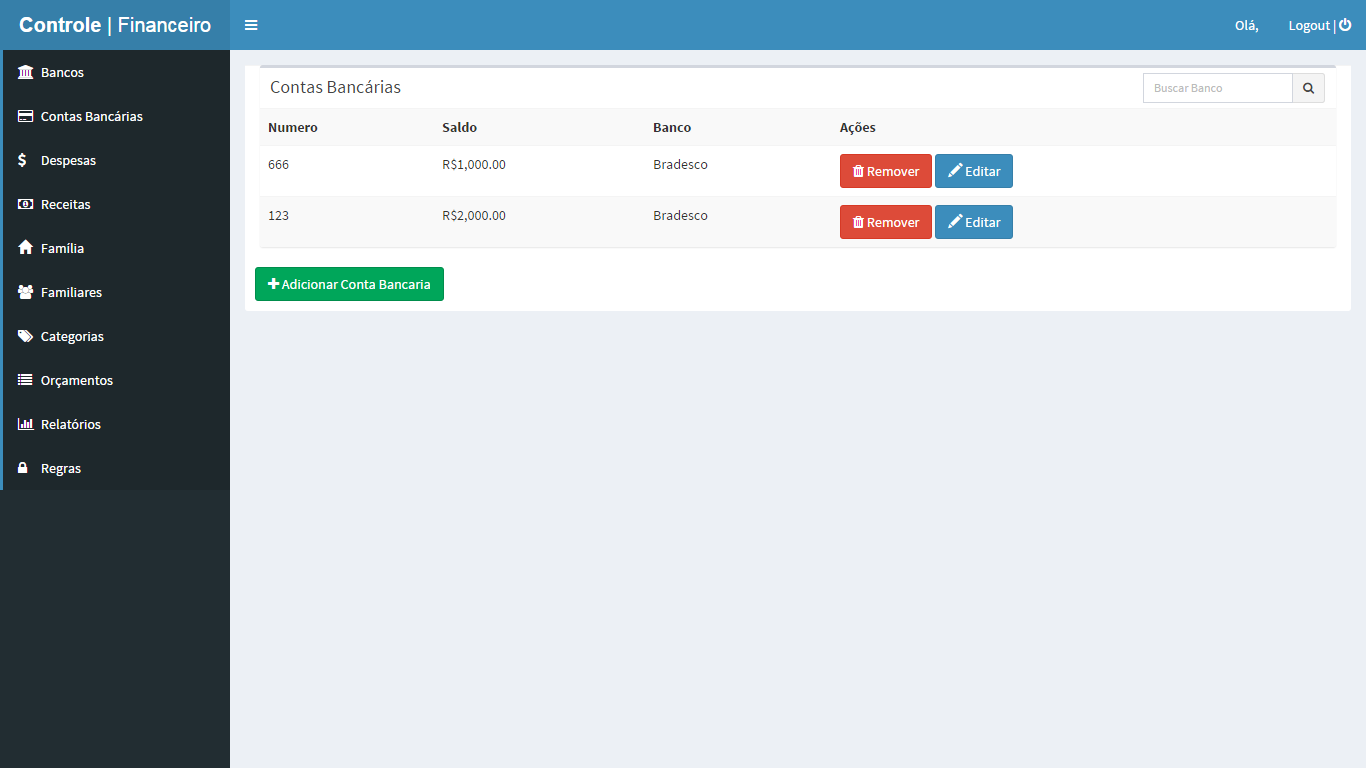 Controle | Financeiro
Olá, Logout |
Bancos
Contas Bancárias
Despesas
Receitas
Família
Familiares
Categorias
Orçamentos
Relatórios
Regras
Contas Bancárias
Buscar Banco
Numero Saldo Banco Ações
666 R$1,000.00 Bradesco Remover Editar
123 R$2,000.00 Bradesco Remover Editar
Adicionar Conta Bancaria